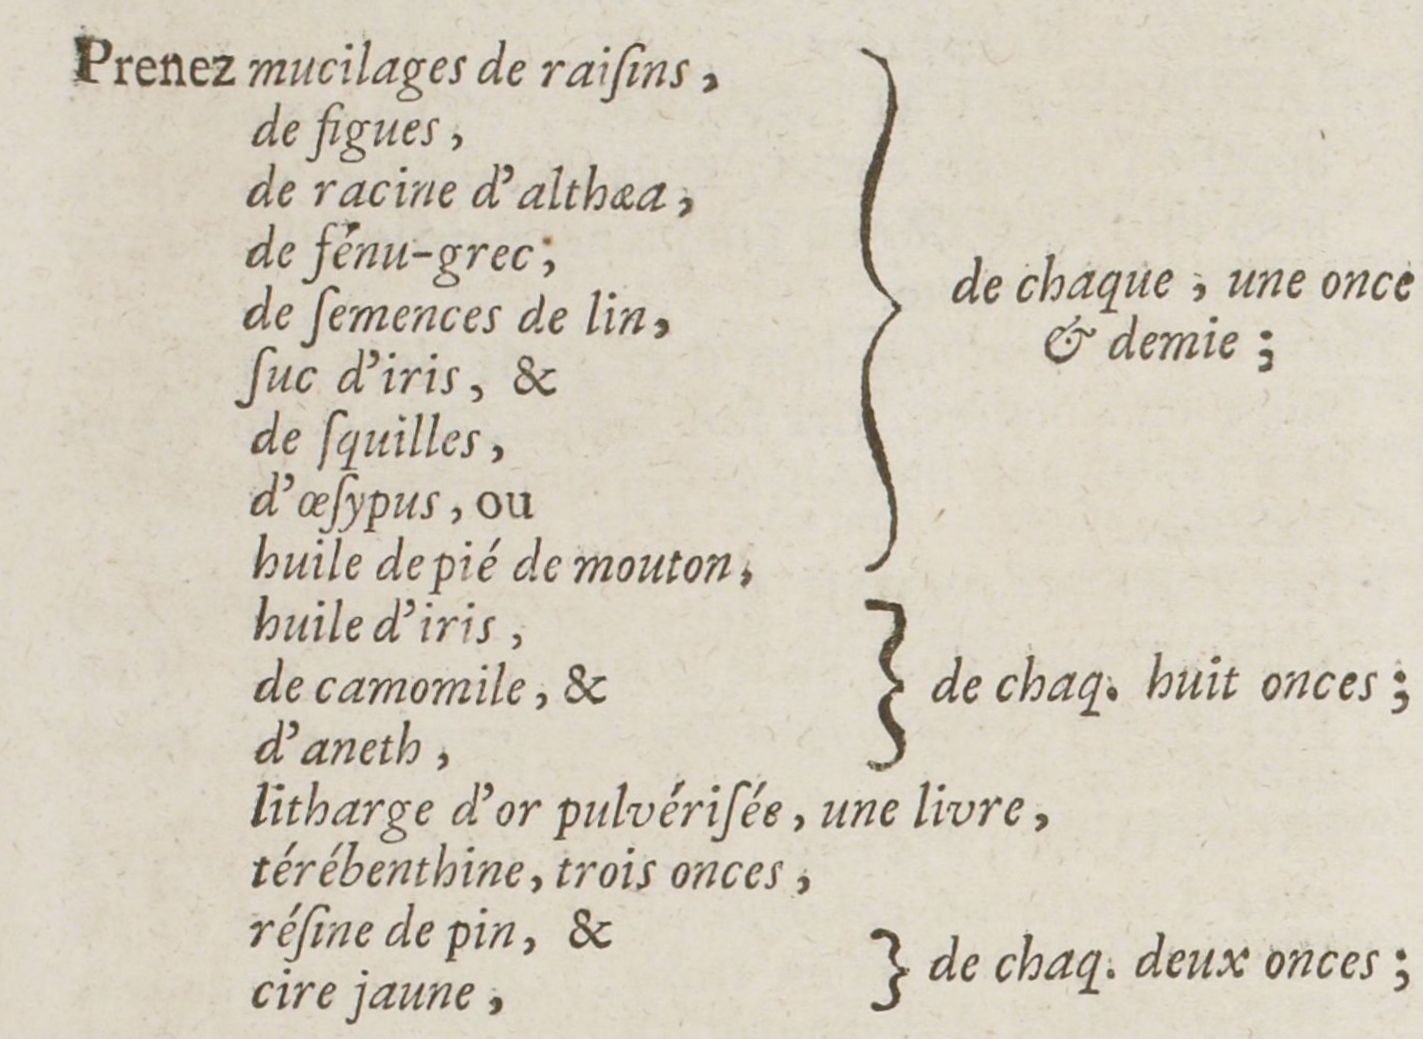 Prenez mucilages de raiſins,
de figues,
de racine d'althæa,
de fénu-grec;
de ſemences de lin,
ſuc d'iris, &
de ſquilles,
d'œſypus, ou
huile de pié de mouton,
de chaque, une once
& demie;
huile d'iris,
de camomile, &
d'aneth,
de chaq. huit onces;
litharge d'or pulvériſée, une livre,
térébenthine, trois onces,
réſine de pin, &
cire jaune,
de chaq. deux onces;